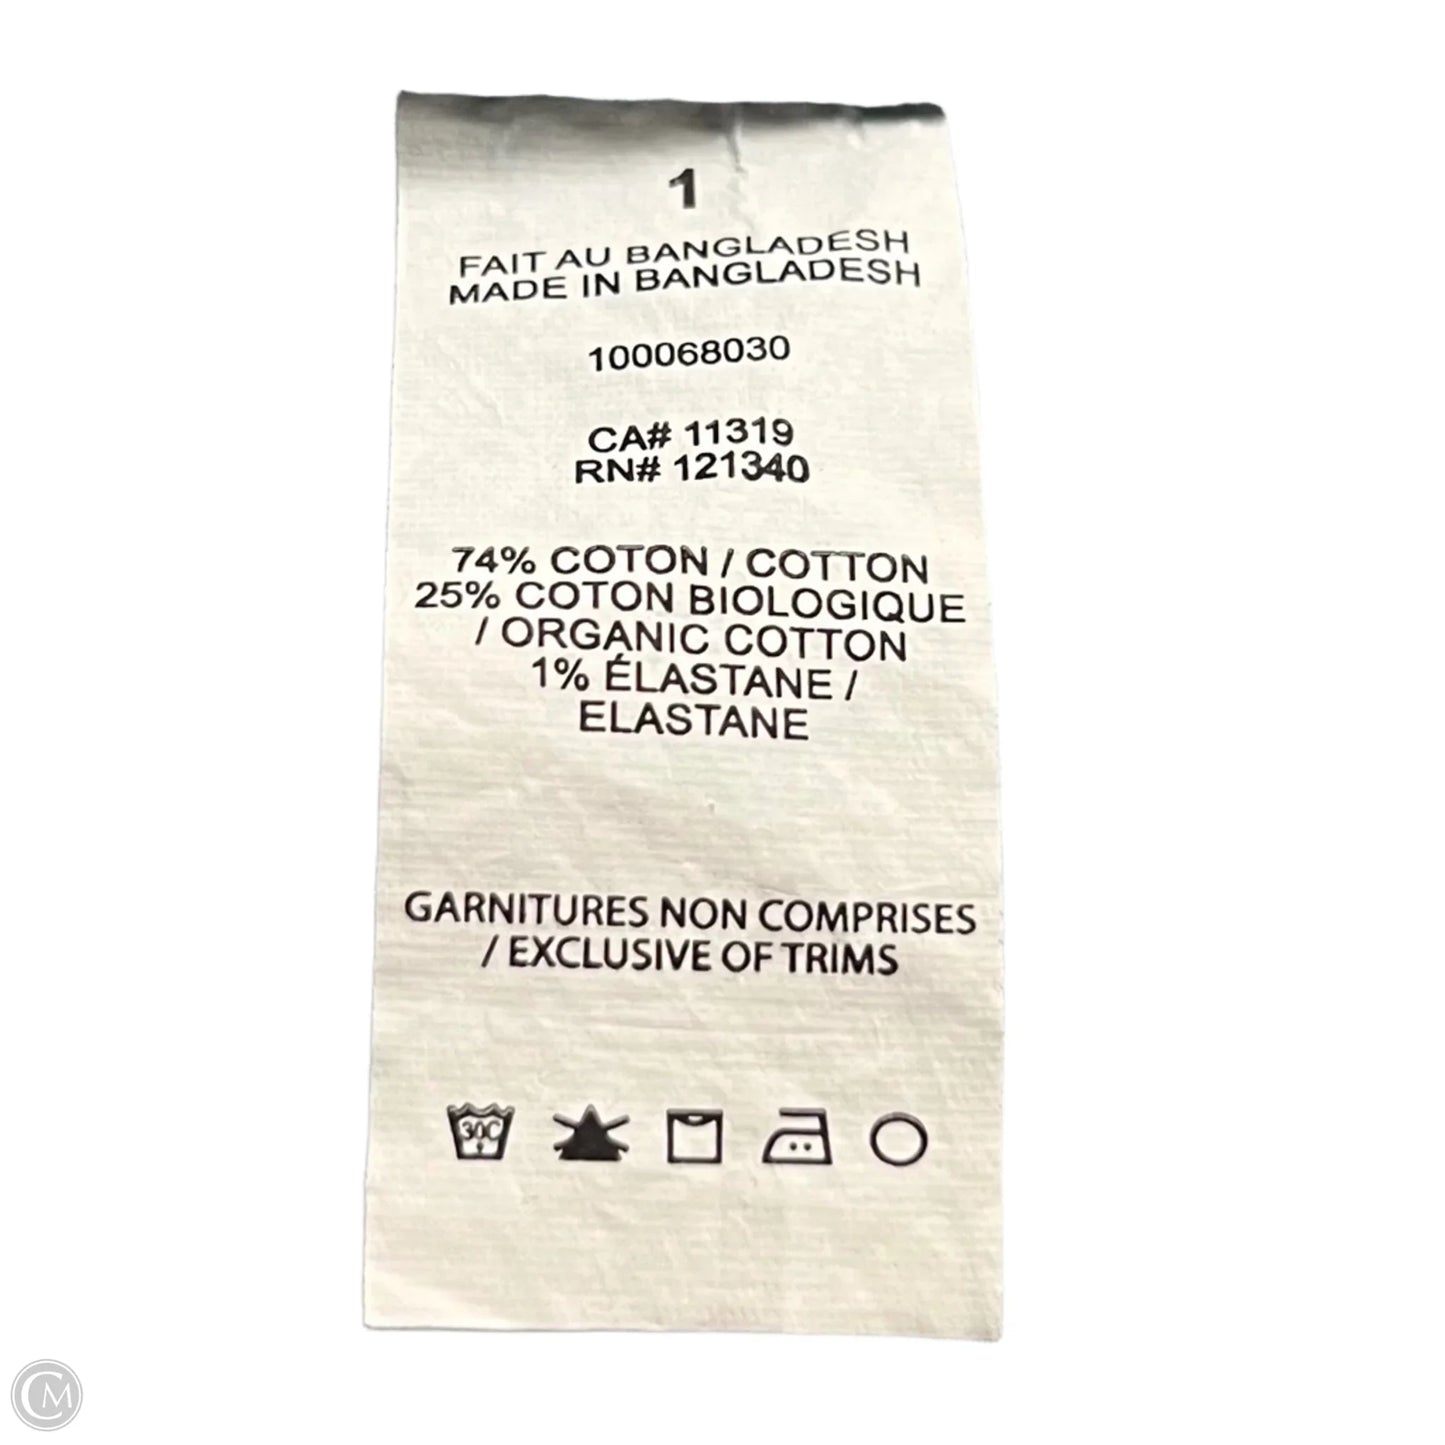 1
FAIT AU BANGLADESH
MADE IN BANGLADESH
100068030
CA# 11319
RN# 121340
74% COTON / COTTON
25% COTON BIOLOGIQUE
/ ORGANIC COTTON
1% ÉLASTANE /
ELASTANE
GARNITURES NON COMPRISES
/ EXCLUSIVE OF TRIMS
30C
CM